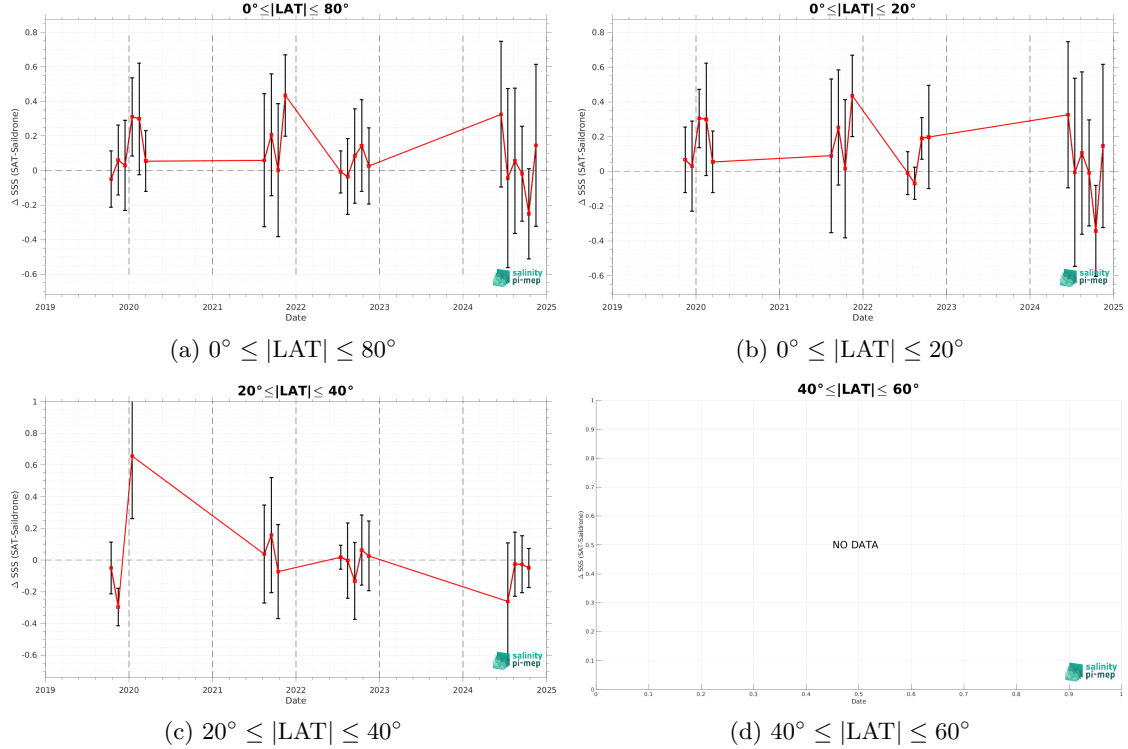 0°≤|LAT|≤ 80°
Δ SSS (SAT-Saildrone)
0.8
0.6
0.4
0.2
0
-0.2
-0.4
-0.6
2019 2020 2021 2022 2023 2024 2025
Date
salinity
pi-mep
(a) 0° ≤ |LAT| ≤ 80°
0°≤|LAT|≤ 20°
Δ SSS (SAT-Saildrone)
0.8
0.6
0.4
0.2
0
-0.2
-0.4
-0.6
2019 2020 2021 2022 2023 2024 2025
Date
salinity
pi-mep
(b) 0° ≤ |LAT| ≤ 20°
20°≤|LAT|≤ 40°
Δ SSS (SAT-Saildrone)
1
0.8
0.6
0.4
0.2
0
-0.2
-0.4
-0.6
2019 2020 2021 2022 2023 2024 2025
Date
salinity
pi-mep
(c) 20° ≤ |LAT| ≤ 40°
40°≤|LAT|≤ 60°
Δ SSS (SAT-Saildrone)
1
0.9
0.8
0.7
0.6
0.5
0.4
0.3
0.2
0.1
0
NO DATA
0 0.1 0.2 0.3 0.4 0.5 0.6 0.7 0.8 0.9 1
Date
salinity
pi-mep
(d) 40° ≤ |LAT| ≤ 60°